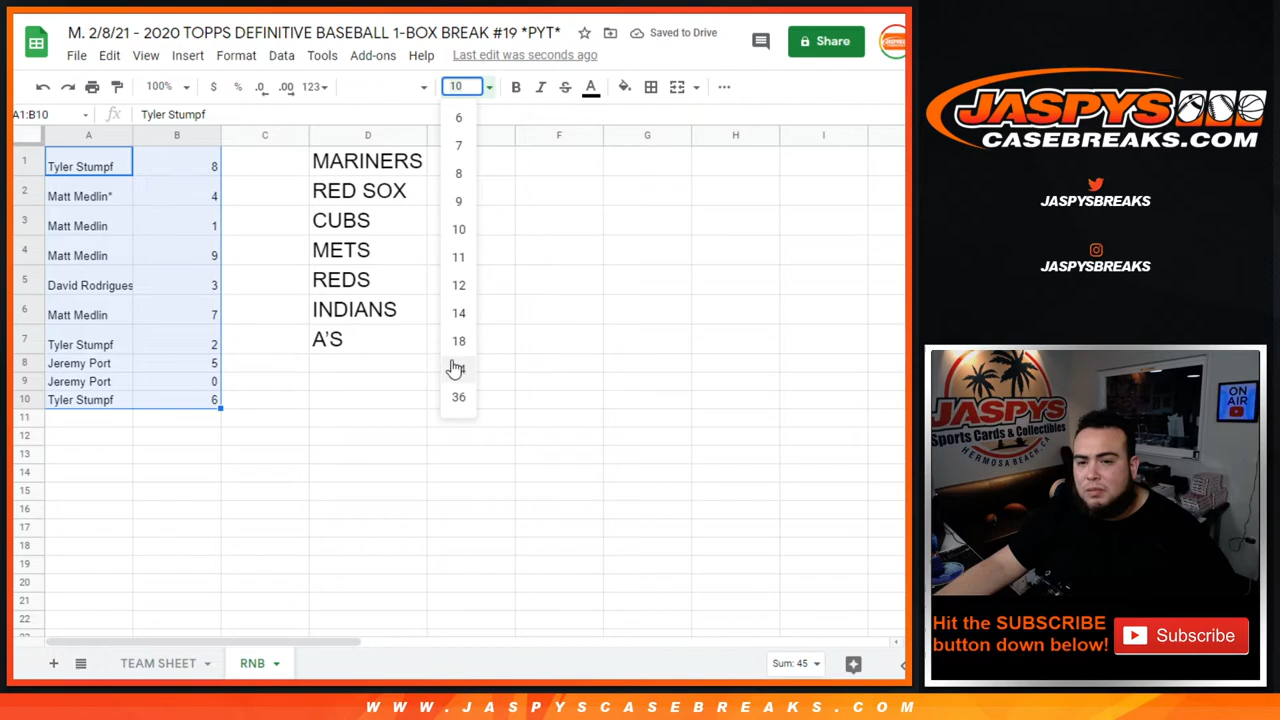 M. 2/8/21 - 2020 TOPPS DEFINITIVE BASEBALL 1-BOX BREAK #19 *PYT*
Saved to Drive
Share
File Edit View Insert Format Data Tools Add-ons Help Last edit was seconds ago
100% $ % .0 .00 123 10 B I S A
A1:B10 fx Tyler Stumpf
A B C D F G H I
1 Tyler Stumpf 8 MARINERS
2 Matt Medlin* 4 RED SOX
3 Matt Medlin 1 CUBS
4 Matt Medlin 9 METS
5 David Rodrigues 3 REDS
6 Matt Medlin 7 INDIANS
7 Tyler Stumpf 2 A'S
8 Jeremy Port 5
9 Jeremy Port 0
10 Tyler Stumpf 6
11
12
13
14
15
16
17
18
19
20
21
22
6
7
8
9
10
11
12
14
18
36
TEAM SHEET
RNB
Sum: 45
JASPYS
CASEBREAKS.COM
JASPYSBREAKS
JASPYSBREAKS
JASPYS
Sports Cards & Collectibles
HERMOSA BEACH, CA
ON AIR
Hit the SUBSCRIBE
button down below!
Subscribe
WWW.JASPYSCASEBREAKS.COM